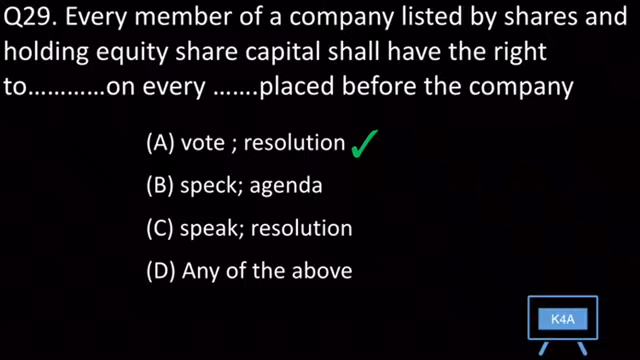 Q29. Every member of a company listed by shares and
holding equity share capital shall have the right
to............on every .......placed before the company
(A) vote ; resolution
(B) speck; agenda
(C) speak; resolution
(D) Any of the above
K4A